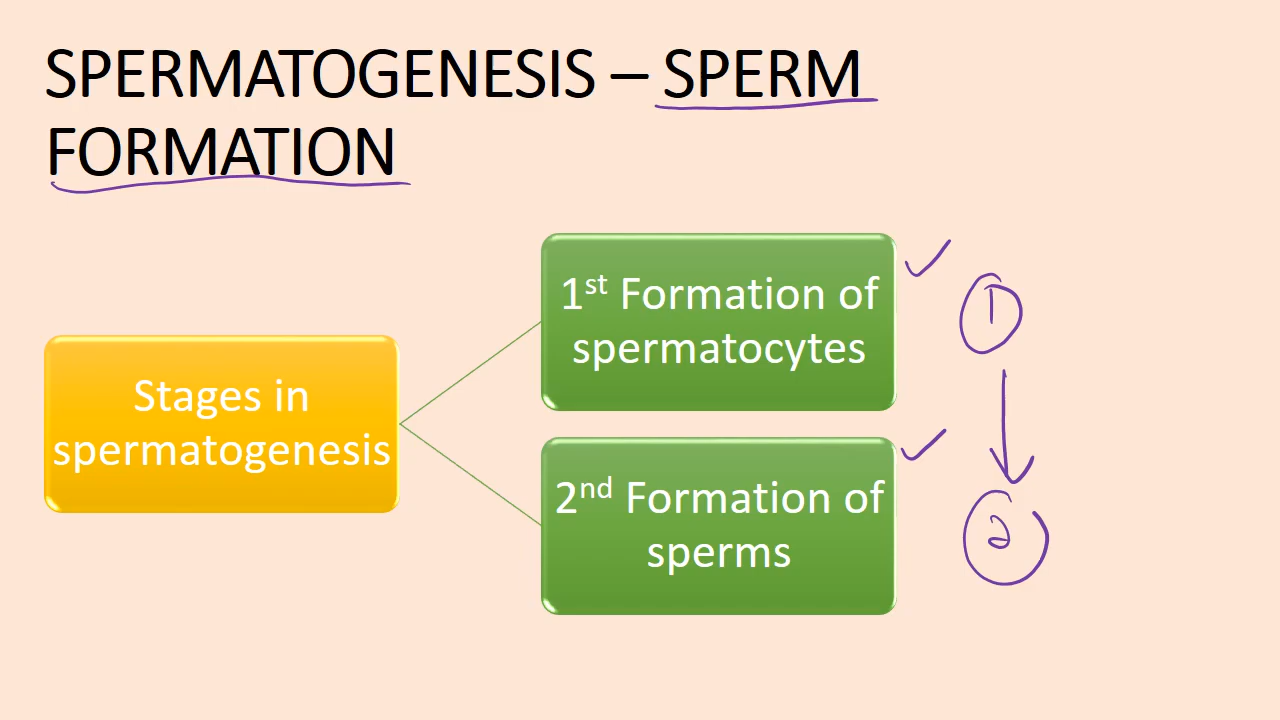 SPERMATOGENESIS – SPERM
FORMATION
1st Formation of
spermatocytes
1
Stages in
spermatogenesis
2nd Formation of
sperms
2